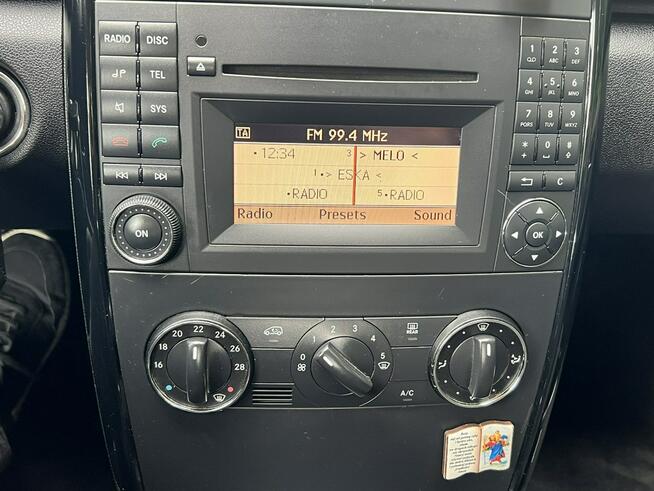 RADIO DISC
TEL
SYS
ON
TA FM 99.4 MHz
•12:34 3 > MELO <
1•> ESKA <
•RADIO 5•RADIO
Radio Presets Sound
1 2 ABC 3 DEF
4 GHI 5 JKL 6 MNO
7 PQRS 8 TUV 9 WXYZ
* 0 #
C
OK
16 18 20 22 24 26 28
0 1 2 3 4 5
REAR
A/C